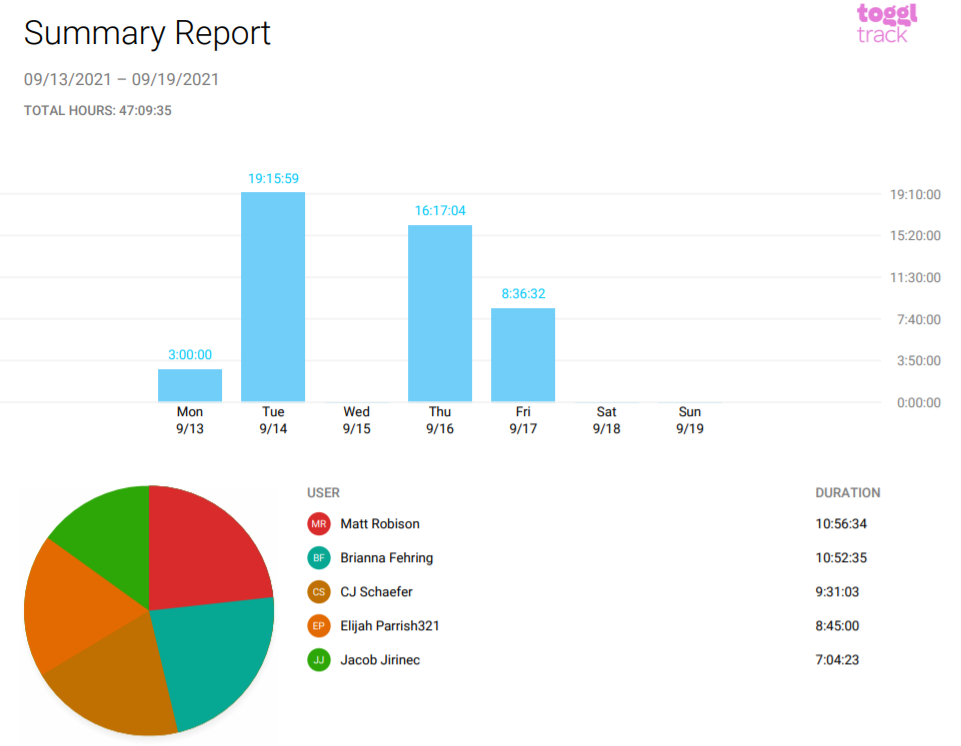 Summary Report
toggl
track
09/13/2021 – 09/19/2021
TOTAL HOURS: 47:09:35
19:15:59
19:10:00
16:17:04
15:20:00
11:30:00
8:36:32
7:40:00
3:00:00
3:50:00
0:00:00
Mon Tue Wed Thu Fri Sat Sun
9/13 9/14 9/15 9/16 9/17 9/18 9/19
USER DURATION
MR Matt Robison 10:56:34
BF Brianna Fehring 10:52:35
CS CJ Schaefer 9:31:03
EP Elijah Parrish321 8:45:00
JJ Jacob Jirinec 7:04:23